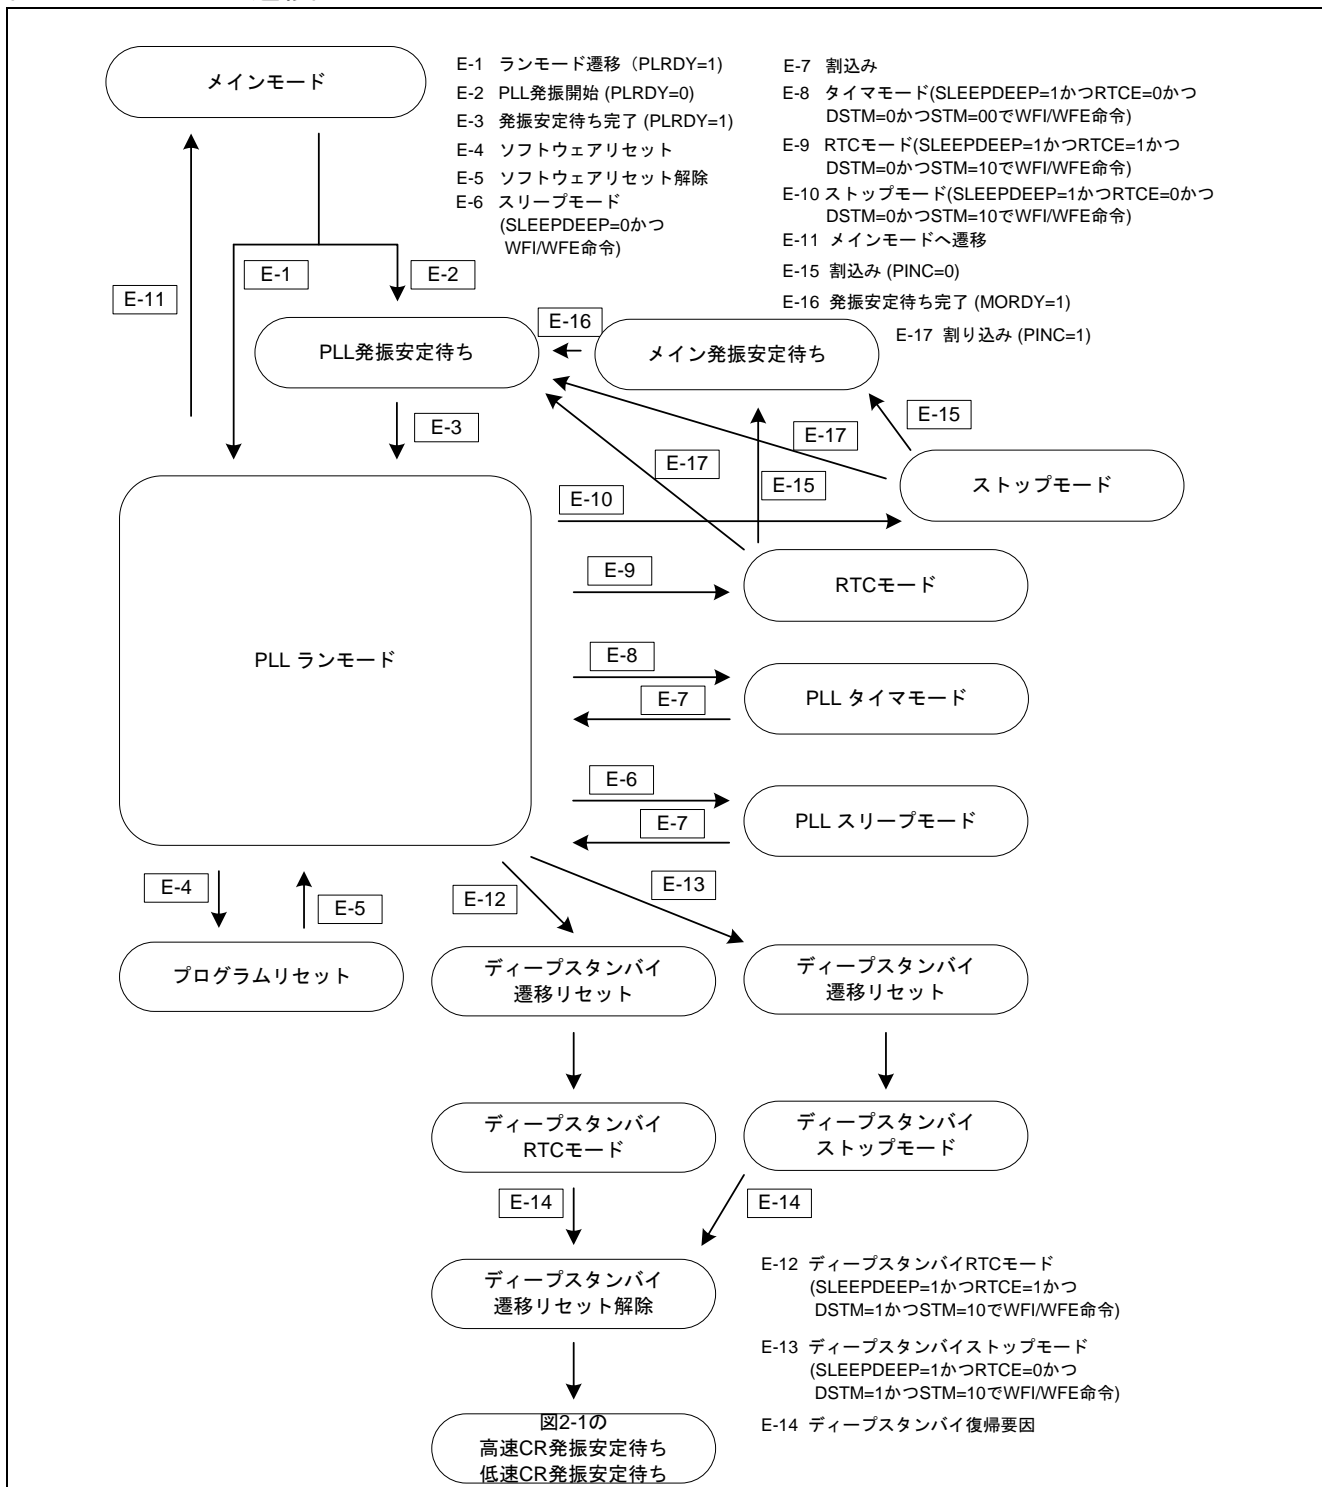 メインモード
E-1 ランモード遷移（PLRDY=1)
E-2 PLL発振開始 (PLRDY=0)
E-3 発振安定待ち完了 (PLRDY=1)
E-4 ソフトウェアリセット
E-5 ソフトウェアリセット解除
E-6 スリープモード
(SLEEPDEEP=0かつ
WFI/WFE命令)
E-7 割込み
E-8 タイマモード(SLEEPDEEP=1かつRTCE=0かつ
DSTM=0かつSTM=00でWFI/WFE命令)
E-9 RTCモード(SLEEPDEEP=1かつRTCE=1かつ
DSTM=0かつSTM=10でWFI/WFE命令)
E-10 ストップモード(SLEEPDEEP=1かつRTCE=0かつ
DSTM=0かつSTM=10でWFI/WFE命令)
E-11 メインモードへ遷移
E-15 割込み (PINC=0)
E-16 発振安定待ち完了 (MORDY=1)
E-17 割り込み (PINC=1)
E-11
E-1
E-2
E-16
PLL発振安定待ち
メイン発振安定待ち
E-3
E-17
E-15
E-17
E-15
ストップモード
E-10
E-9
RTCモード
PLL ランモード
E-8
E-7
PLL タイマモード
E-6
E-7
PLL スリープモード
E-4
E-5
E-12
E-13
プログラムリセット
ディープスタンバイ
遷移リセット
ディープスタンバイ
遷移リセット
ディープスタンバイ
RTCモード
ディープスタンバイ
ストップモード
E-14
E-14
ディープスタンバイ
遷移リセット解除
E-12 ディープスタンバイRTCモード
(SLEEPDEEP=1かつRTCE=1かつ
DSTM=1かつSTM=10でWFI/WFE命令)
E-13 ディープスタンバイストップモード
(SLEEPDEEP=1かつRTCE=0かつ
DSTM=1かつSTM=10でWFI/WFE命令)
E-14 ディープスタンバイ復帰要因
図2-1の
高速CR発振安定待ち
低速CR発振安定待ち